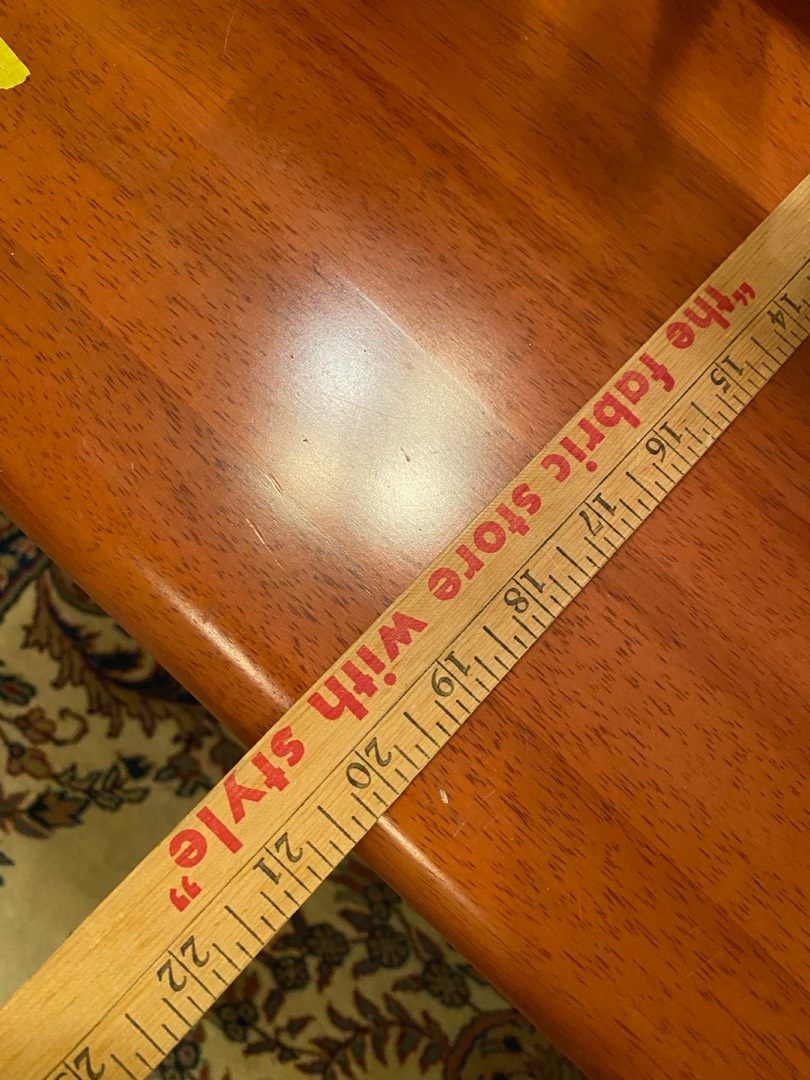 “the fabric store with style”
14 15 16 17 18 19 20 21 22